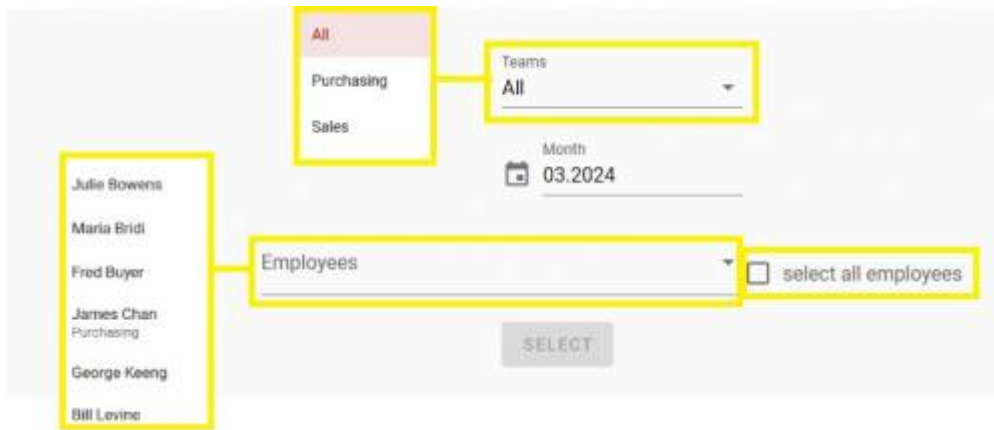 All
Purchasing
Sales
Teams
All
Month
03.2024
Julie Bowens
Maria Bridi
Fred Buyer
James Chan
Purchasing
George Keeng
Bill Levine
Employees
select all employees
SELECT